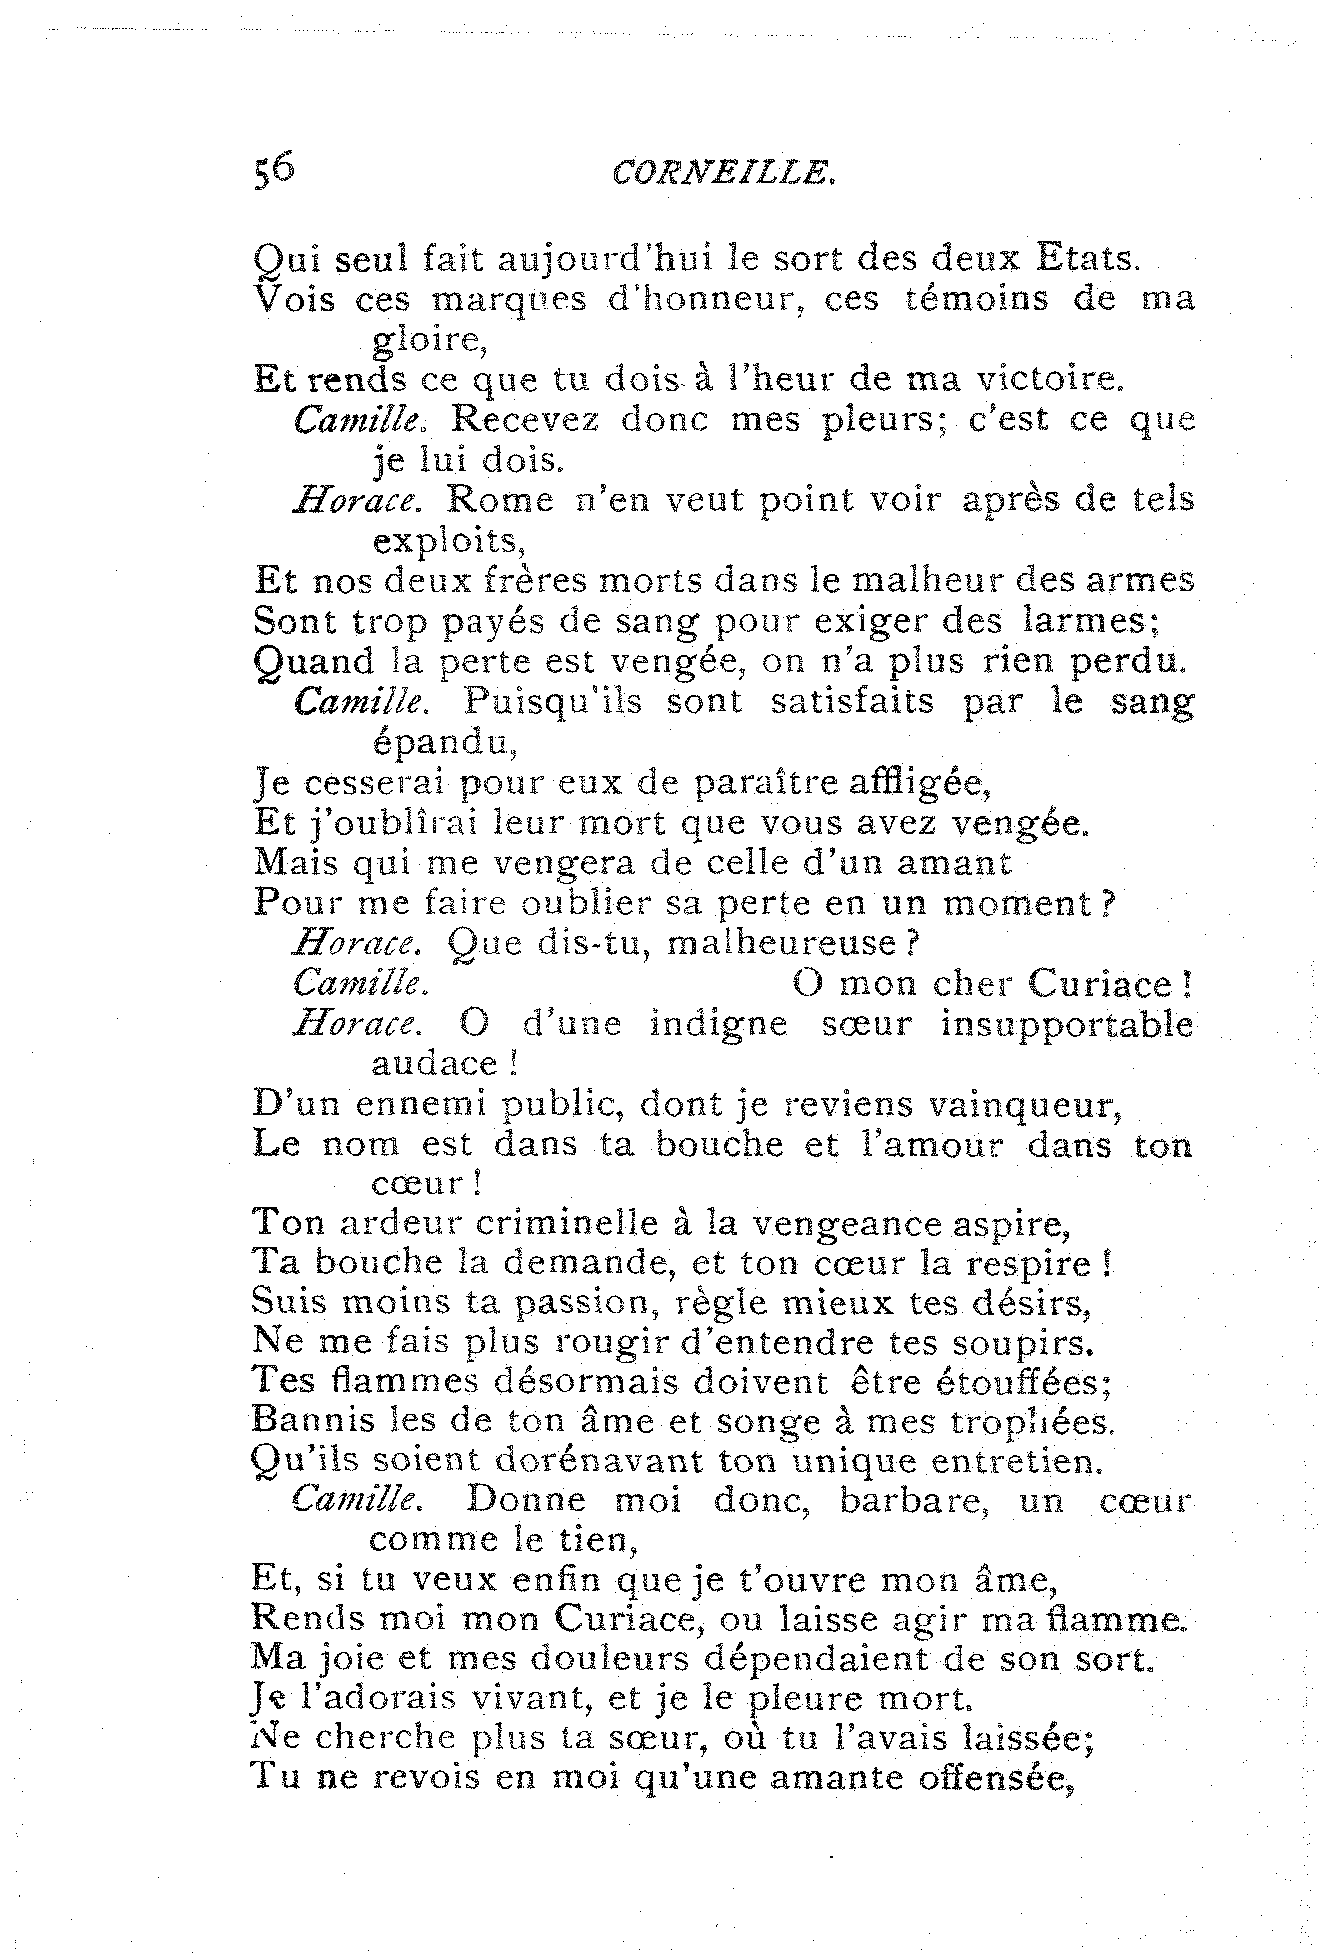 56 CORNEILLE.
Qui seul fait aujourd'hui le sort des deux Etats.
Vois ces marques d'honneur, ces témoins de ma
gloire,
Et rends ce que tu dois à l'heur de ma victoire.
Camille. Recevez donc mes pleurs; c'est ce que
je lui dois.
Horace. Rome n'en veut point voir après de tels
exploits,
Et nos deux frères morts dans le malheur des armes
Sont trop payés de sang pour exiger des larmes;
Quand la perte est vengée, on n'a plus rien perdu.
Camille. Puisqu'ils sont satisfaits par le sang
épandu,
Je cesserai pour eux de paraître affligée,
Et j'oublîrai leur mort que vous avez vengée.
Mais qui me vengera de celle d'un amant
Pour me faire oublier sa perte en un moment ?
Horace. Que dis-tu, malheureuse ?
Camille. O mon cher Curiace !
Horace. O d'une indigne sœur insupportable
audace !
D'un ennemi public, dont je reviens vainqueur,
Le nom est dans ta bouche et l'amour dans ton
cœur !
Ton ardeur criminelle à la vengeance aspire,
Ta bouche la demande, et ton cœur la respire !
Suis moins ta passion, règle mieux tes désirs,
Ne me fais plus rougir d'entendre tes soupirs.
Tes flammes désormais doivent être étouffées;
Bannis les de ton âme et songe à mes trophées.
Qu'ils soient dorénavant ton unique entretien.
Camille. Donne moi donc, barbare, un cœur
comme le tien,
Et, si tu veux enfin que je t'ouvre mon âme,
Rends moi mon Curiace, ou laisse agir ma flamme.
Ma joie et mes douleurs dépendaient de son sort.
Je l'adorais vivant, et je le pleure mort.
Ne cherche plus ta sœur, où tu l'avais laissée;
Tu ne revois en moi qu'une amante offensée,